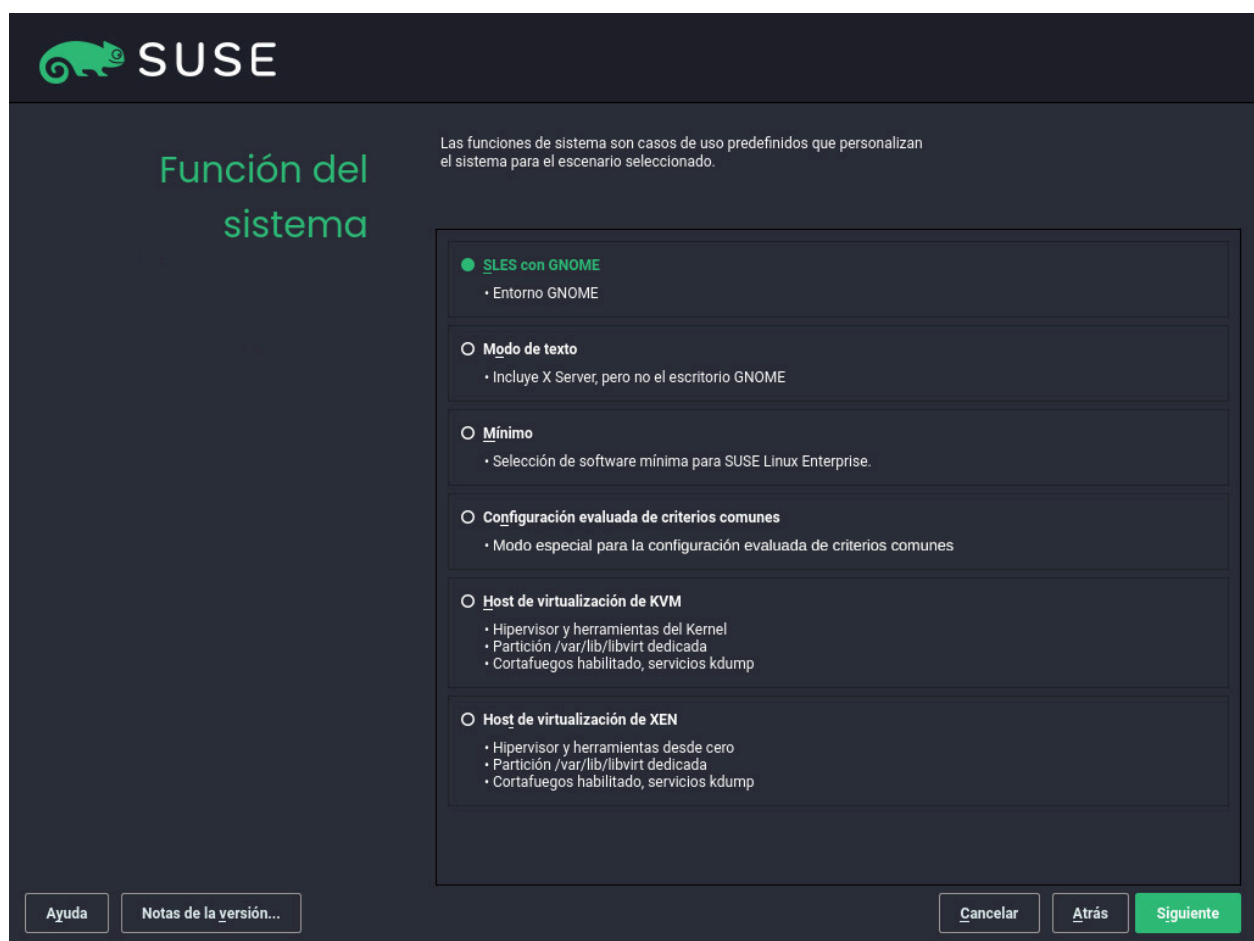 SUSE
Función del
sistema
Las funciones de sistema son casos de uso predefinidos que personalizan
el sistema para el escenario seleccionado.
SLES con GNOME
• Entorno GNOME
Modo de texto
• Incluye X Server, pero no el escritorio GNOME
Mínimo
• Selección de software mínima para SUSE Linux Enterprise.
Configuración evaluada de criterios comunes
• Modo especial para la configuración evaluada de criterios comunes
Host de virtualización de KVM
• Hipervisor y herramientas del Kernel
• Partición /var/lib/libvirt dedicada
• Cortafuegos habilitado, servicios kdump
Host de virtualización de XEN
• Hipervisor y herramientas desde cero
• Partición /var/lib/libvirt dedicada
• Cortafuegos habilitado, servicios kdump
Ayuda Notas de la versión... Cancelar Atrás Siguiente